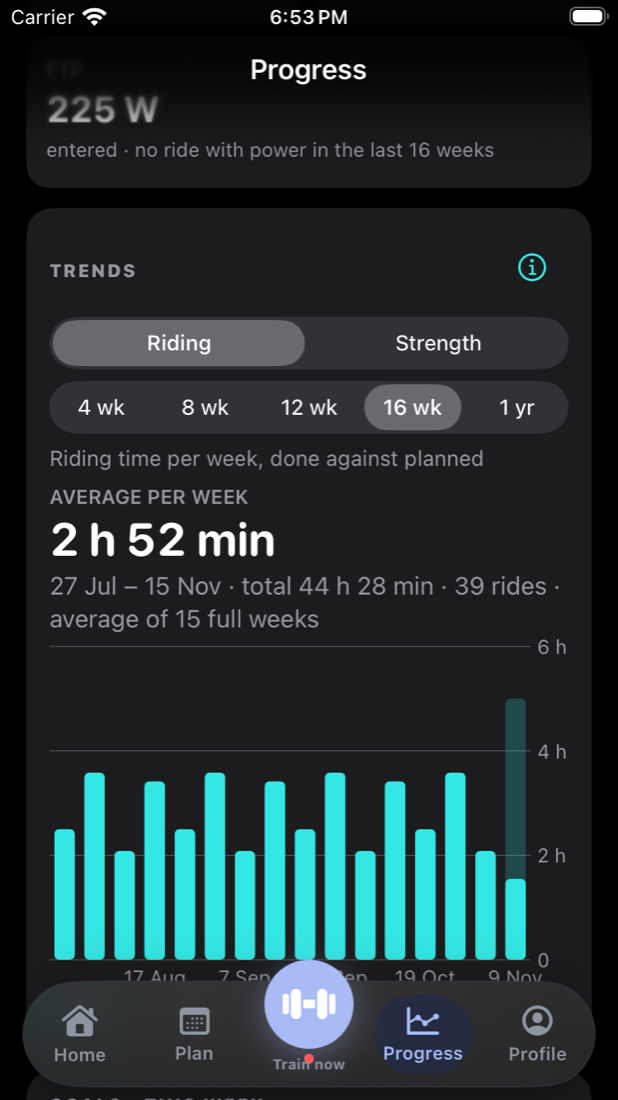 Carrier 6:53 PM
FTP
Progress
225 W
entered · no ride with power in the last 16 weeks
TRENDS
Riding Strength
4 wk 8 wk 12 wk 16 wk 1 yr
Riding time per week, done against planned
AVERAGE PER WEEK
2 h 52 min
27 Jul – 15 Nov · total 44 h 28 min · 39 rides ·
average of 15 full weeks
6 h
4 h
2 h
0
17 Aug 7 Sep 19 Oct 9 Nov
Home Plan Train now Progress Profile